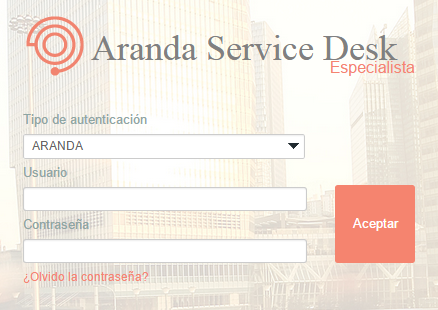 Aranda Service Desk
Especialista
Tipo de autenticación
ARANDA
Usuario
Contraseña
Aceptar
¿Olvido la contraseña?